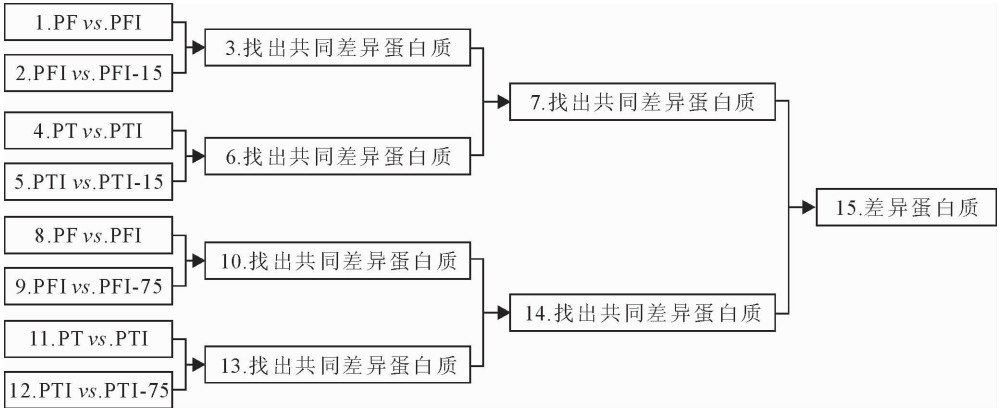 1.PF vs.PFI
2.PFI vs.PFI-15
3.找出共同差异蛋白质
4.PT vs.PTI
5.PTI vs.PTI-15
6.找出共同差异蛋白质
7.找出共同差异蛋白质
8.PF vs.PFI
9.PFI vs.PFI-75
10.找出共同差异蛋白质
11.PT vs.PTI
12.PTI vs.PTI-75
13.找出共同差异蛋白质
14.找出共同差异蛋白质
15.差异蛋白质